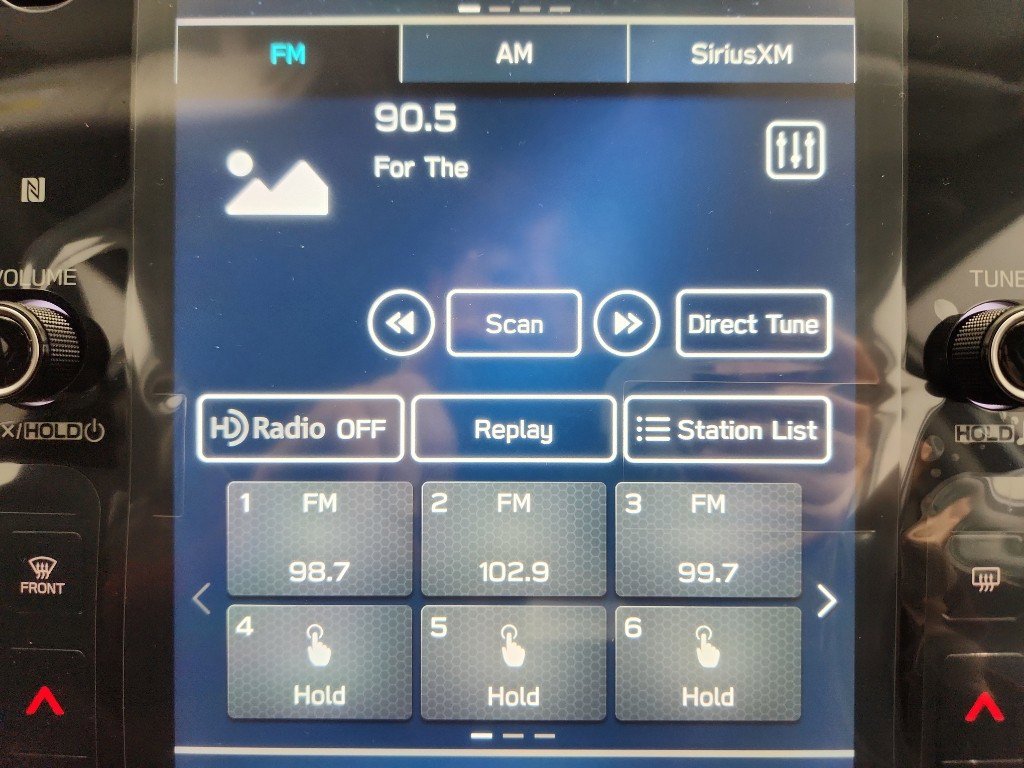 FM AM SiriusXM
90.5
For The
VOLUME
TUNE
Scan Direct Tune
HD Radio OFF Replay Station List
/HOLD
HOLD
1 FM 2 FM 3 FM
98.7 102.9 99.7
FRONT
4 5 6
Hold Hold Hold